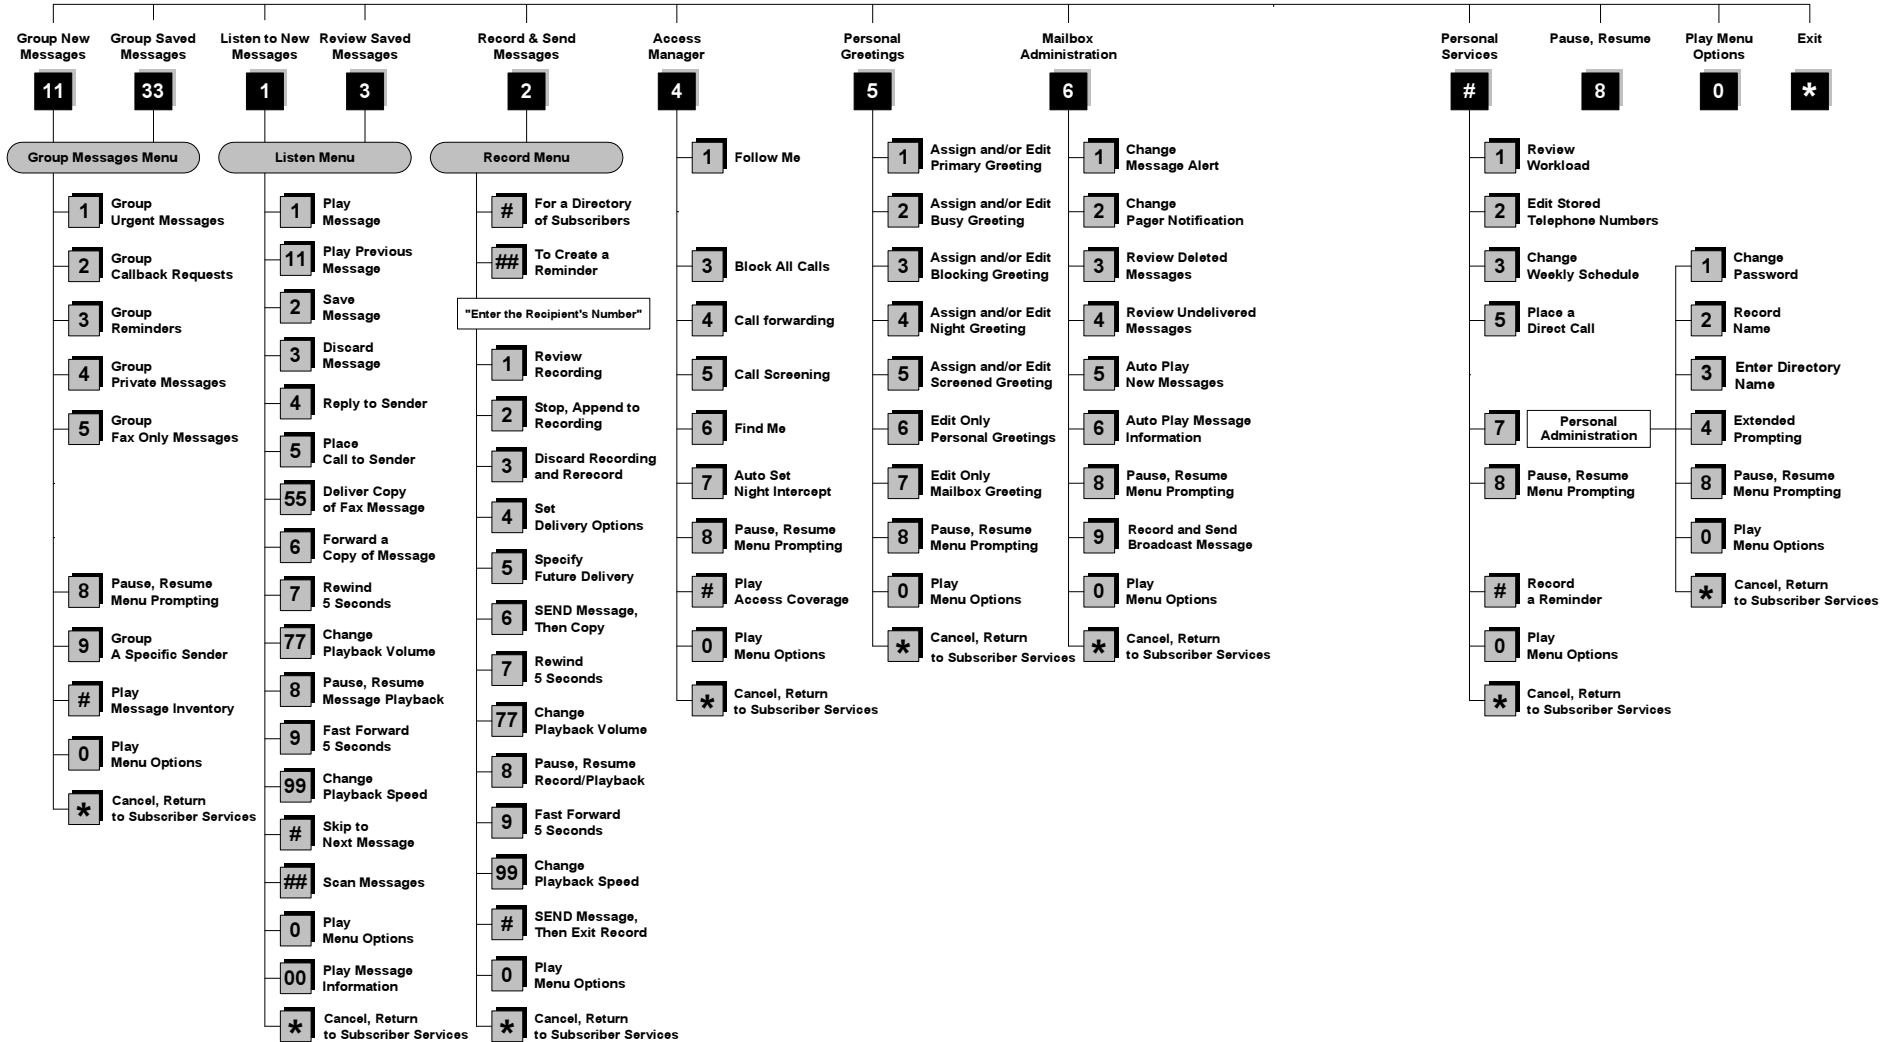 Group New
Messages
11
Group Saved
Messages
33
Listen to New
Messages
1
Review Saved
Messages
3
Record & Send
Messages
2
Access
Manager
4
Personal
Greetings
5
Mailbox
Administration
6
Personal
Services
#
Pause, Resume
8
Play Menu
Options
0
Exit
*
Group Messages Menu
1
Group
Urgent Messages
2
Group
Callback Requests
3
Group
Reminders
4
Group
Private Messages
5
Group
Fax Only Messages
8
Pause, Resume
Menu Prompting
9
Group
A Specific Sender
#
Play
Message Inventory
0
Play
Menu Options
*
Cancel, Return
to Subscriber Services
Listen Menu
1
Play
Message
11
Play Previous
Message
2
Save
Message
3
Discard
Message
4
Reply to Sender
5
Place
Call to Sender
55
Deliver Copy
of Fax Message
6
Forward a
Copy of Message
7
Rewind
5 Seconds
77
Change
Playback Volume
8
Pause, Resume
Message Playback
9
Fast Forward
5 Seconds
99
Change
Playback Speed
#
Skip to
Next Message
##
Scan Messages
0
Play
Menu Options
00
Play Message
Information
*
Cancel, Return
to Subscriber Services
Record Menu
#
For a Directory
of Subscribers
##
To Create a
Reminder
"Enter the Recipient's Number"
1
Review
Recording
2
Stop, Append to
Recording
3
Discard Recording
and Rerecord
4
Set
Delivery Options
5
Specify
Future Delivery
6
SEND Message,
Then Copy
7
Rewind
5 Seconds
77
Change
Playback Volume
8
Pause, Resume
Record/Playback
9
Fast Forward
5 Seconds
99
Change
Playback Speed
#
SEND Message,
Then Exit Record
0
Play
Menu Options
*
Cancel, Return
to Subscriber Services
1
Follow Me
3
Block All Calls
4
Call forwarding
5
Call Screening
6
Find Me
7
Auto Set
Night Intercept
8
Pause, Resume
Menu Prompting
#
Play
Access Coverage
0
Play
Menu Options
*
Cancel, Return
to Subscriber Services
1
Assign and/or Edit
Primary Greeting
2
Assign and/or Edit
Busy Greeting
3
Assign and/or Edit
Blocking Greeting
4
Assign and/or Edit
Night Greeting
5
Assign and/or Edit
Screened Greeting
6
Edit Only
Personal Greetings
7
Edit Only
Mailbox Greeting
8
Pause, Resume
Menu Prompting
0
Play
Menu Options
*
Cancel, Return
to Subscriber Services
1
Change
Message Alert
2
Change
Pager Notification
3
Review Deleted
Messages
4
Review Undelivered
Messages
5
Auto Play
New Messages
6
Auto Play Message
Information
8
Pause, Resume
Menu Prompting
9
Record and Send
Broadcast Message
0
Play
Menu Options
*
Cancel, Return
to Subscriber Services
1
Review
Workload
2
Edit Stored
Telephone Numbers
3
Change
Weekly Schedule
5
Place a
Direct Call
7
Personal
Administration
8
Pause, Resume
Menu Prompting
#
Record
a Reminder
0
Play
Menu Options
*
Cancel, Return
to Subscriber Services
1
Change
Password
2
Record
Name
3
Enter Directory
Name
4
Extended
Prompting
8
Pause, Resume
Menu Prompting
0
Play
Menu Options
*
Cancel, Return
to Subscriber Services